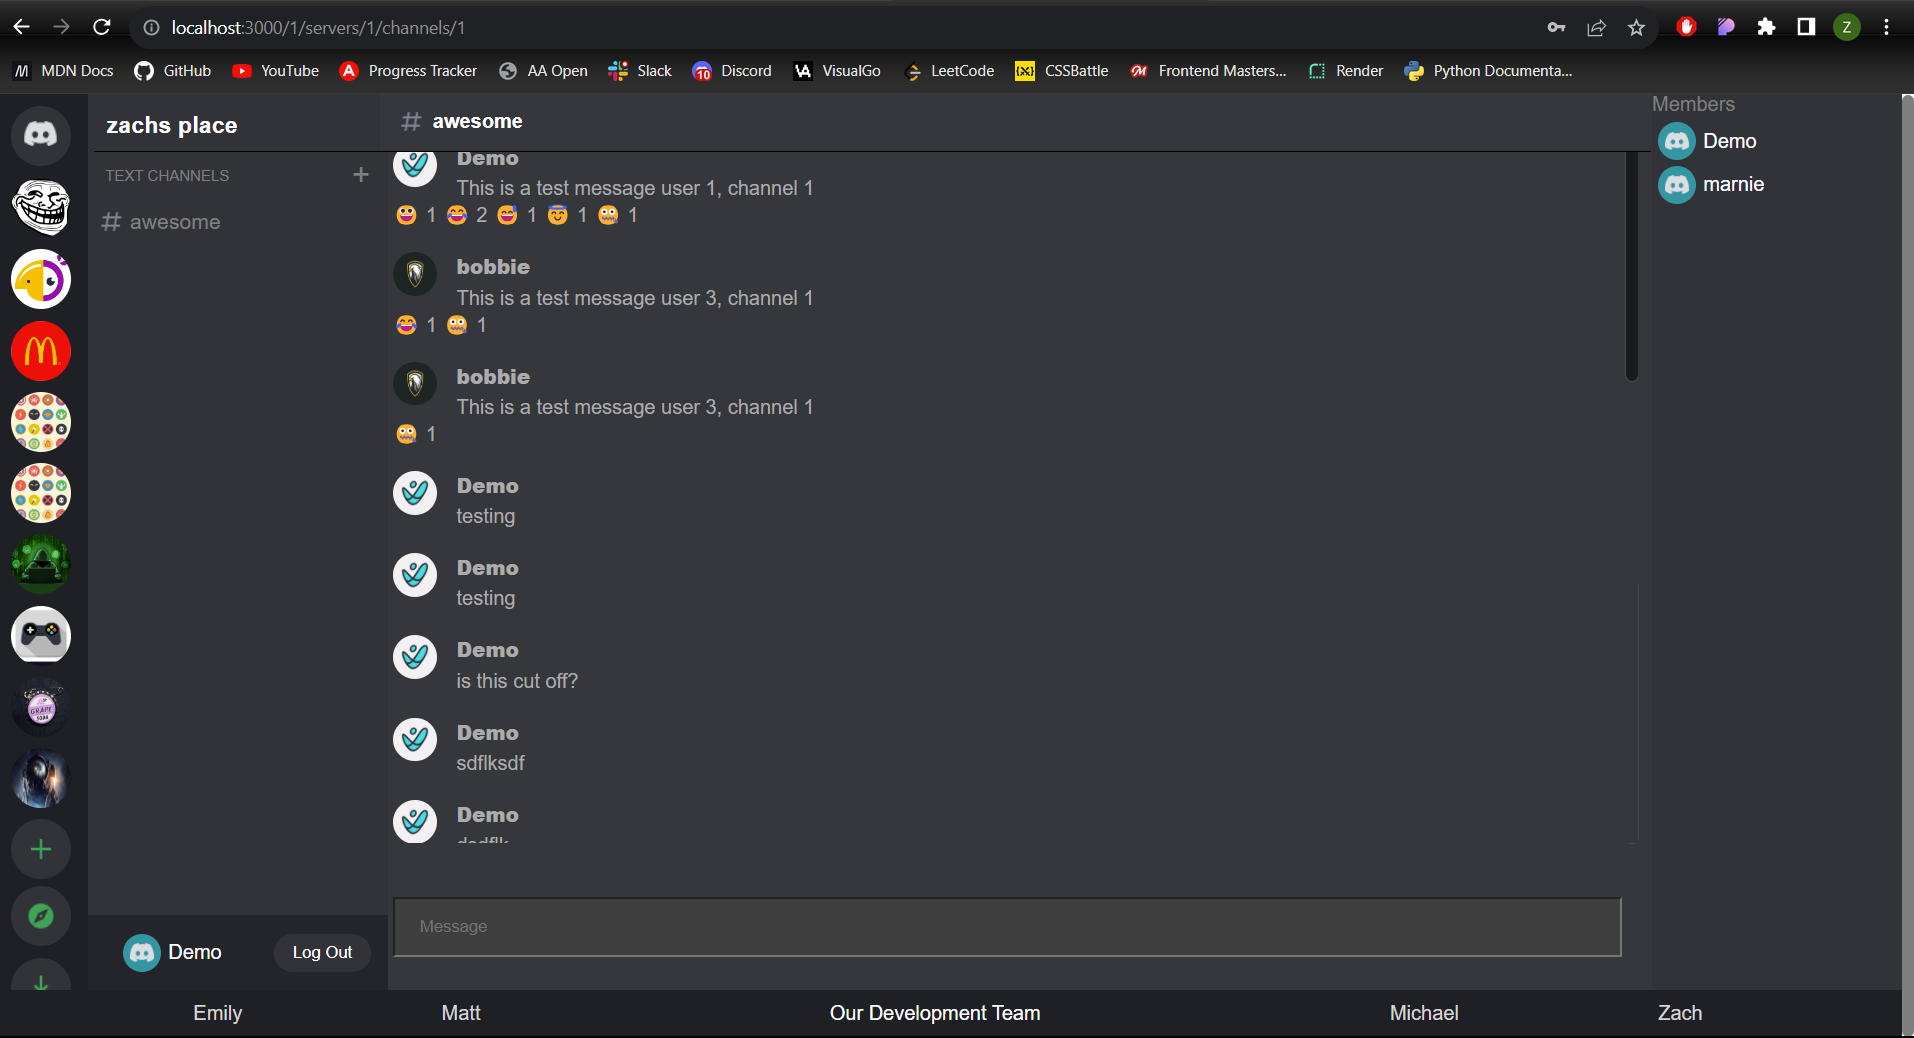 localhost:3000/1/servers/1/channels/1
Z
MDN Docs GitHub YouTube Progress Tracker AA Open Slack 10 Discord VisualGo LeetCode CSSBattle Frontend Masters... Render Python Documenta...
zachs place
# awesome
Members
TEXT CHANNELS +
# awesome
Demo
This is a test message user 1, channel 1
😀 1 😂 2 😅 1 😇 1 🤐 1
bobbie
This is a test message user 3, channel 1
😂 1 🤐 1
bobbie
This is a test message user 3, channel 1
🤐 1
Demo
testing
Demo
testing
Demo
is this cut off?
Demo
sdflksdf
Demo
Demo
marnie
GRAPE
SODA
Message
Demo
Log Out
Emily Matt Our Development Team Michael Zach